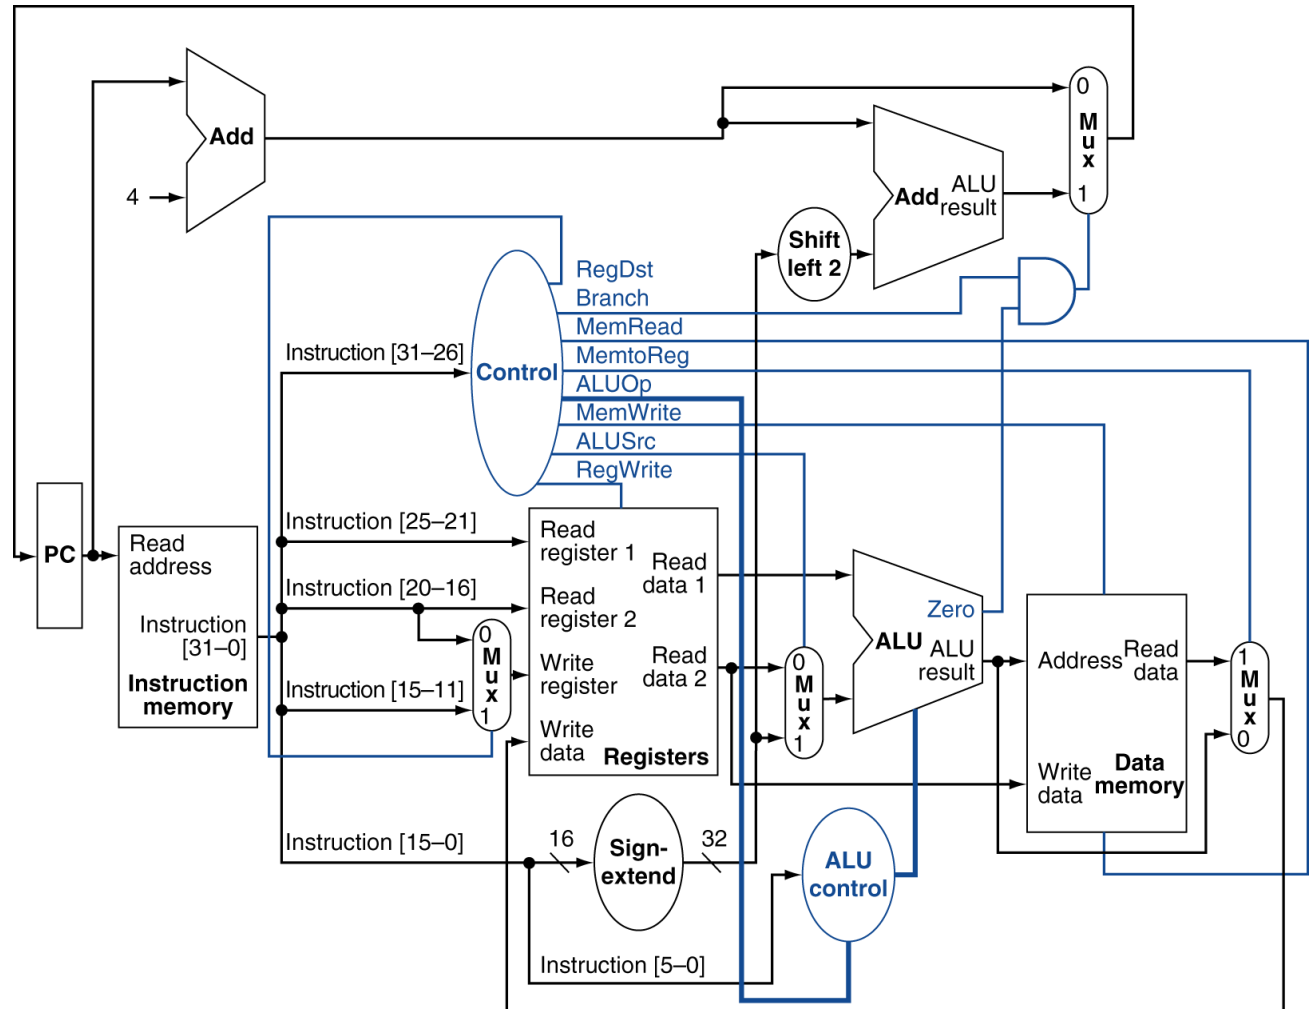 Add
4
0
M
u
x
1
Add
ALU
result
Shift
left 2
RegDst
Branch
MemRead
MemtoReg
ALUOp
MemWrite
ALUSrc
RegWrite
Control
Instruction [31–26]
Instruction [25–21]
Instruction [20–16]
Instruction [15–11]
Instruction [15–0]
Instruction [5–0]
PC
Read
address
Instruction
[31–0]
Instruction
memory
0
M
u
x
1
Read
register 1
Read
register 2
Write
register
Write
data
Read
data 1
Read
data 2
Registers
0
M
u
x
1
Zero
ALU
ALU
result
Address
Read
data
Write
data
Data
memory
1
M
u
x
0
16
Sign-
extend
32
ALU
control